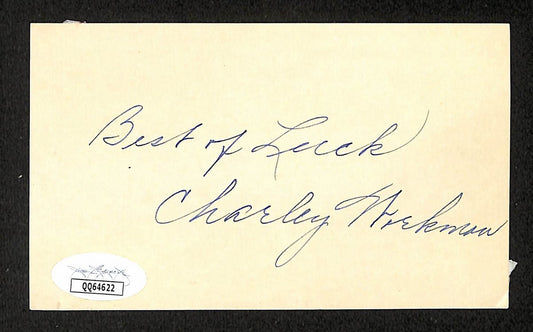 Best of Luck
Charley Workman
QQ64622